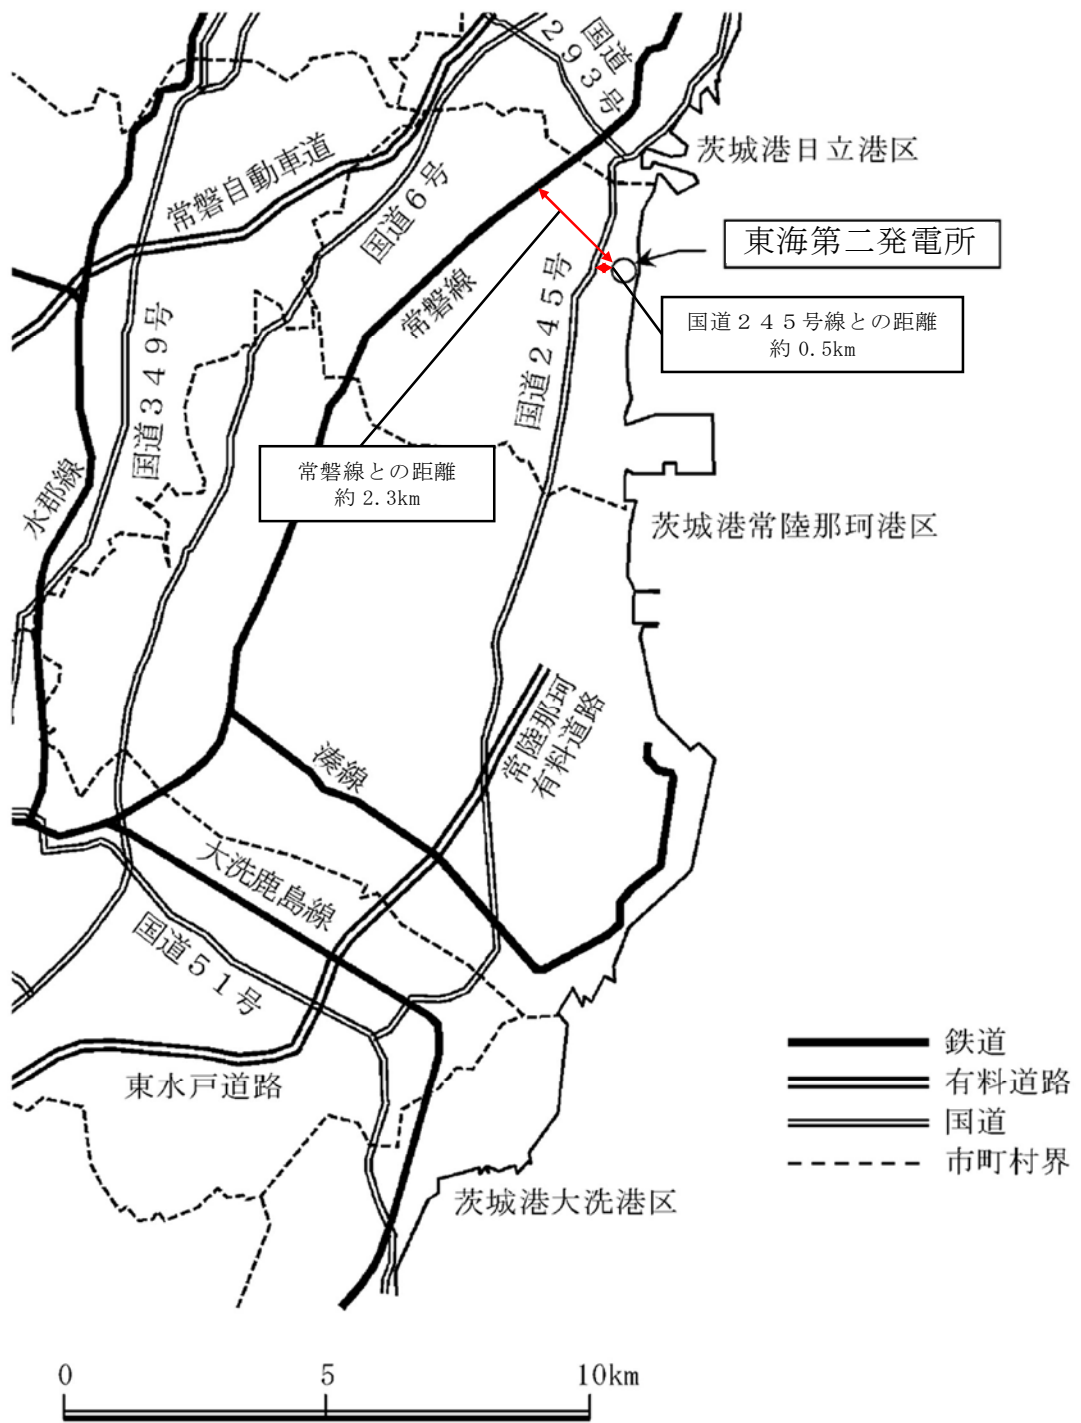 国道
２９３号
茨城港日立港区
常磐自動車道
国道６号
東海第二発電所
常磐線
国道２４５号
国道２４５号線との距離
約 0.5km
国道３４９号
常磐線との距離
約 2.3km
水郡線
茨城港常陸那珂港区
常陸那珂
有料道路
湊線
大洗鹿島線
国道５１号
東水戸道路
鉄道
有料道路
国道
市町村界
茨城港大洗港区
0 5 10km